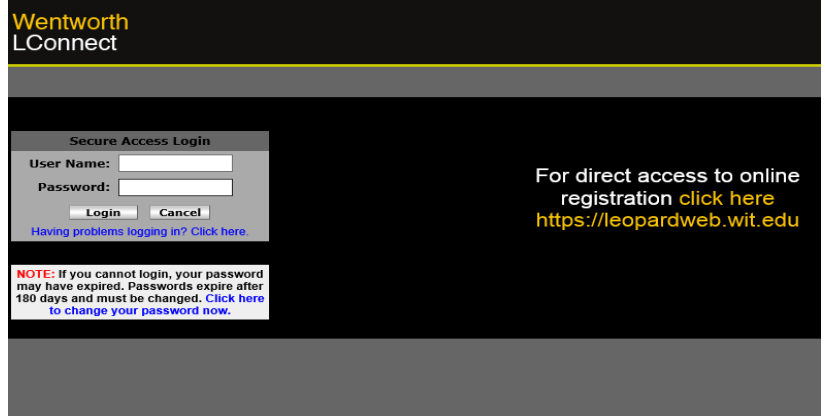 Wentworth
LConnect
Secure Access Login
User Name:
Password:
Login Cancel
Having problems logging in? Click here.
NOTE: If you cannot login, your password
may have expired. Passwords expire after
180 days and must be changed. Click here
to change your password now.
For direct access to online
registration click here
https://leopardweb.wit.edu